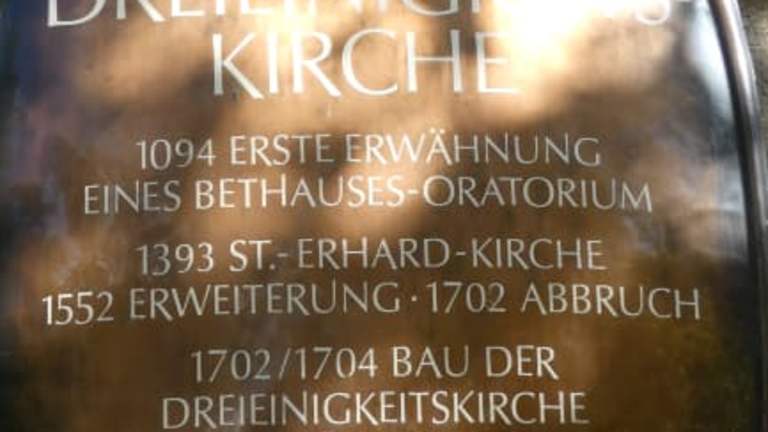 DREIEINIGKEITS-
KIRCHE
1094 ERSTE ERWÄHNUNG
EINES BETHAUSES-ORATORIUM
1393 ST.-ERHARD-KIRCHE
1552 ERWEITERUNG · 1702 ABBRUCH
1702/1704 BAU DER
DREIEINIGKEITSKIRCHE